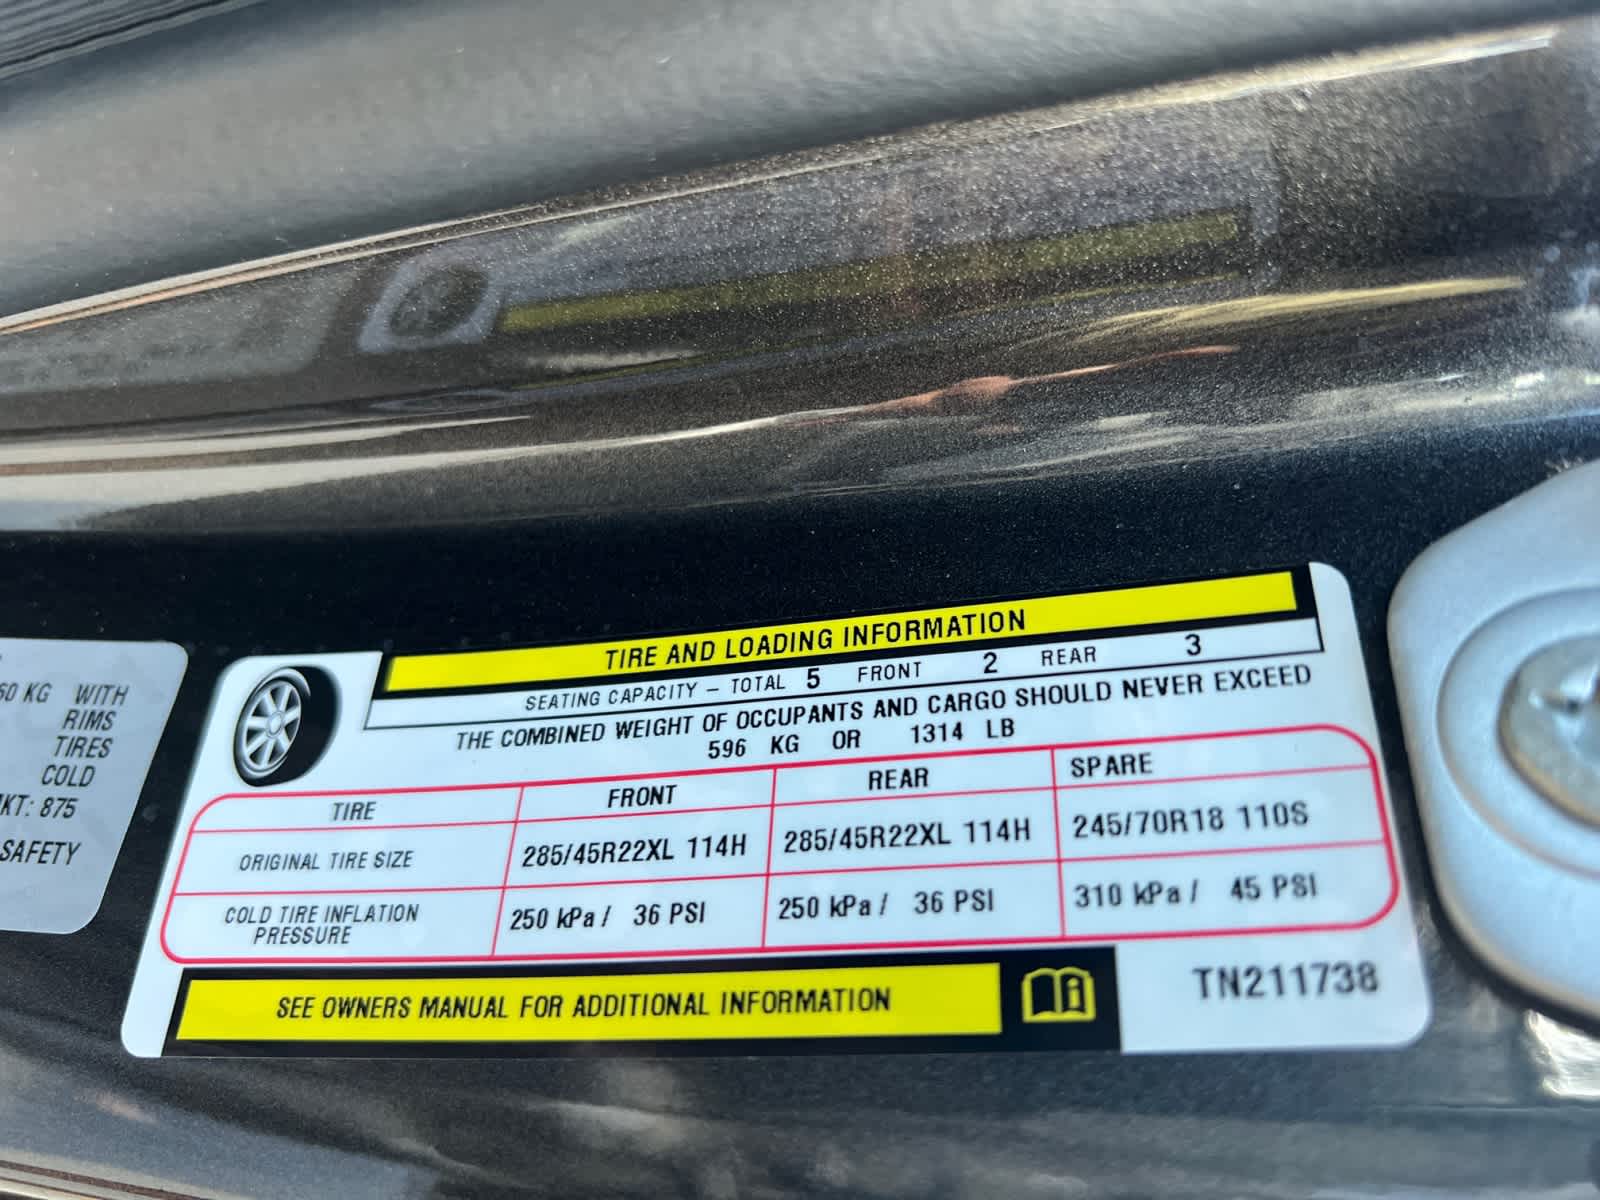 KG WITH
RIMS
TIRES
COLD
KT: 875
SAFETY
TIRE AND LOADING INFORMATION
SEATING CAPACITY – TOTAL 5 FRONT 2 REAR 3
THE COMBINED WEIGHT OF OCCUPANTS AND CARGO SHOULD NEVER EXCEED
596 KG OR 1314 LB
TIRE FRONT REAR SPARE
ORIGINAL TIRE SIZE 285/45R22XL 114H 285/45R22XL 114H 245/70R18 110S
COLD TIRE INFLATION
PRESSURE 250 kPa / 36 PSI 250 kPa / 36 PSI 310 kPa / 45 PSI
SEE OWNERS MANUAL FOR ADDITIONAL INFORMATION
TN211738